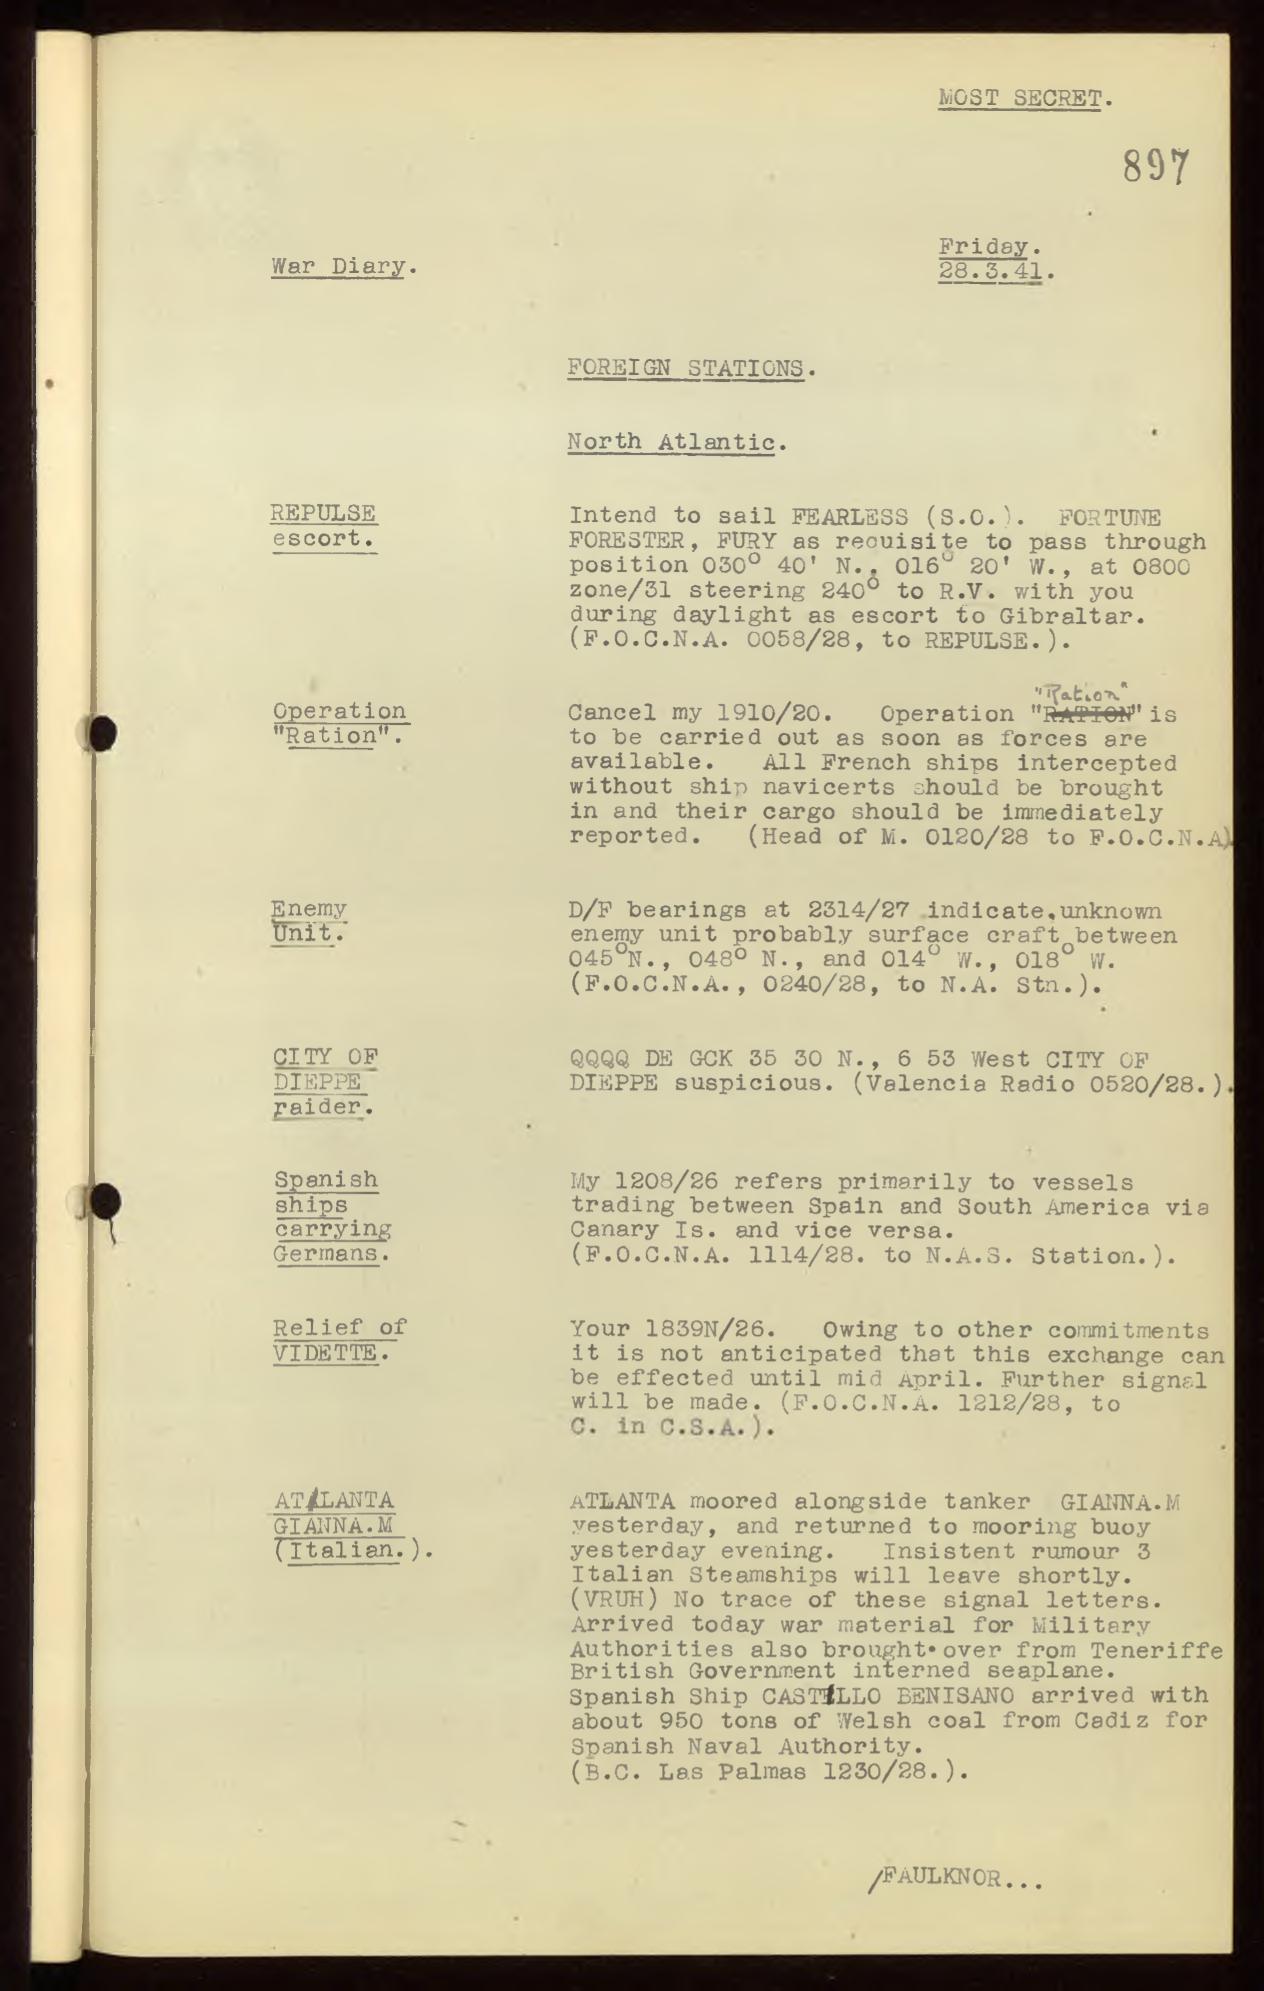 MOST SECRET.
897
War Diary.
Friday.
28.3.41.
FOREIGN STATIONS.
North Atlantic.
REPULSE
escort.
Intend to sail FEARLESS (S.O.). FORTUNE
FORESTER, FURY as requisite to pass through
position 030° 40' N., 016° 20' W., at 0800
zone/31 steering 240° to R.V. with you
during daylight as escort to Gibraltar.
(F.O.C.N.A. 0058/28, to REPULSE.).
Operation
"Ration".
"Ration"
Cancel my 1910/20. Operation "RATION" is
to be carried out as soon as forces are
available. All French ships intercepted
without ship navicerts should be brought
in and their cargo should be immediately
reported. (Head of M. 0120/28 to F.O.C.N.A)
Enemy
Unit.
D/F bearings at 2314/27 indicate unknown
enemy unit probably surface craft between
045°N., 048° N., and 014° W., 018° W.
(F.O.C.N.A., 0240/28, to N.A. Stn.).
CITY OF
DIEPPE
raider.
QQQQ DE GCK 35 30 N., 6 53 West CITY OF
DIEPPE suspicious. (Valencia Radio 0520/28.).
Spanish
ships
carrying
Germans.
My 1208/26 refers primarily to vessels
trading between Spain and South America via
Canary Is. and vice versa.
(F.O.C.N.A. 1114/28. to N.A.S. Station.).
Relief of
VIDETTE.
Your 1839N/26. Owing to other commitments
it is not anticipated that this exchange can
be effected until mid April. Further signal
will be made. (F.O.C.N.A. 1212/28, to
C. in C.S.A.).
ATLANTA
GIANNA.M
(Italian.).
ATLANTA moored alongside tanker GIANNA.M
yesterday, and returned to mooring buoy
yesterday evening. Insistent rumour 3
Italian Steamships will leave shortly.
(VRUH) No trace of these signal letters.
Arrived today war material for Military
Authorities also brought over from Teneriffe
British Government interned seaplane.
Spanish Ship CASTILLO BENISANO arrived with
about 950 tons of Welsh coal from Cadiz for
Spanish Naval Authority.
(B.C. Las Palmas 1230/28.).
/FAULKNOR...